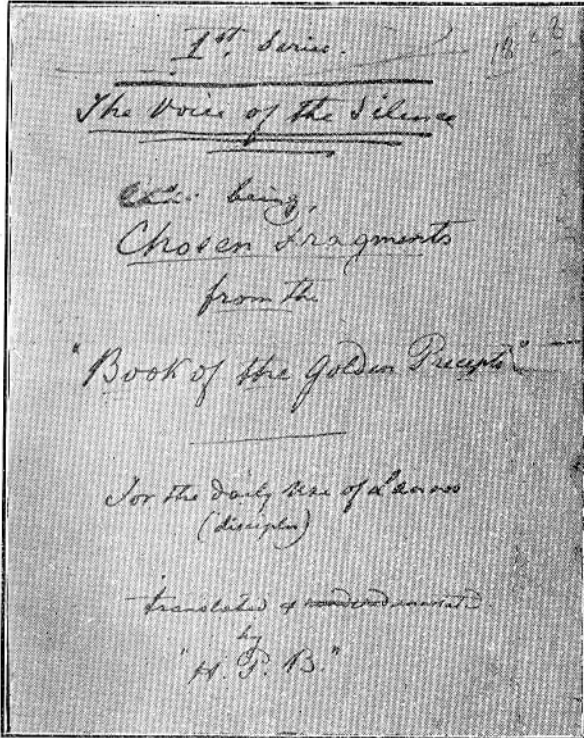 1st. Series.
The Voice of the Silence
being,
Chosen Fragments
from the
"Book of the Golden Precepts"
For the daily use of Lanoos
(disciples)
translated & annotated
by
"H. P. B."